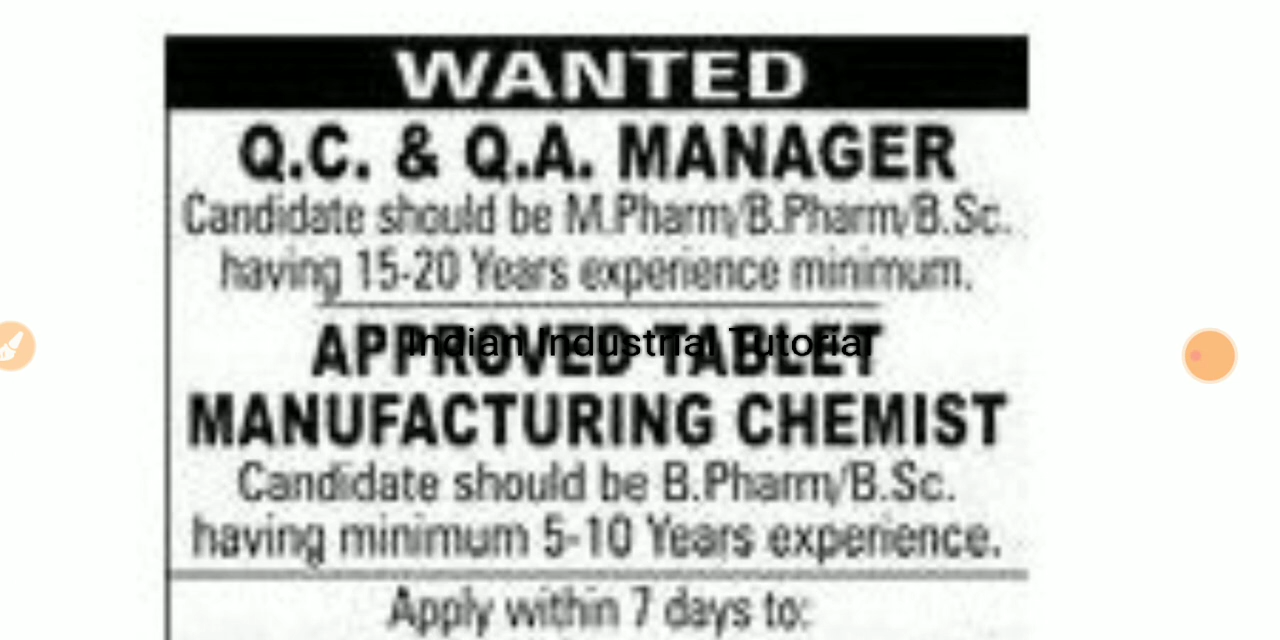 WANTED
Q.C. & Q.A. MANAGER
Candidate should be M.Pharm/B.Pharm/B.Sc.
having 15-20 Years experience minimum.
APPROVED TABLET
Indian Industrial Tutorial
MANUFACTURING CHEMIST
Candidate should be B.Pharm/B.Sc.
having minimum 5-10 Years experience.
Apply within 7 days to: